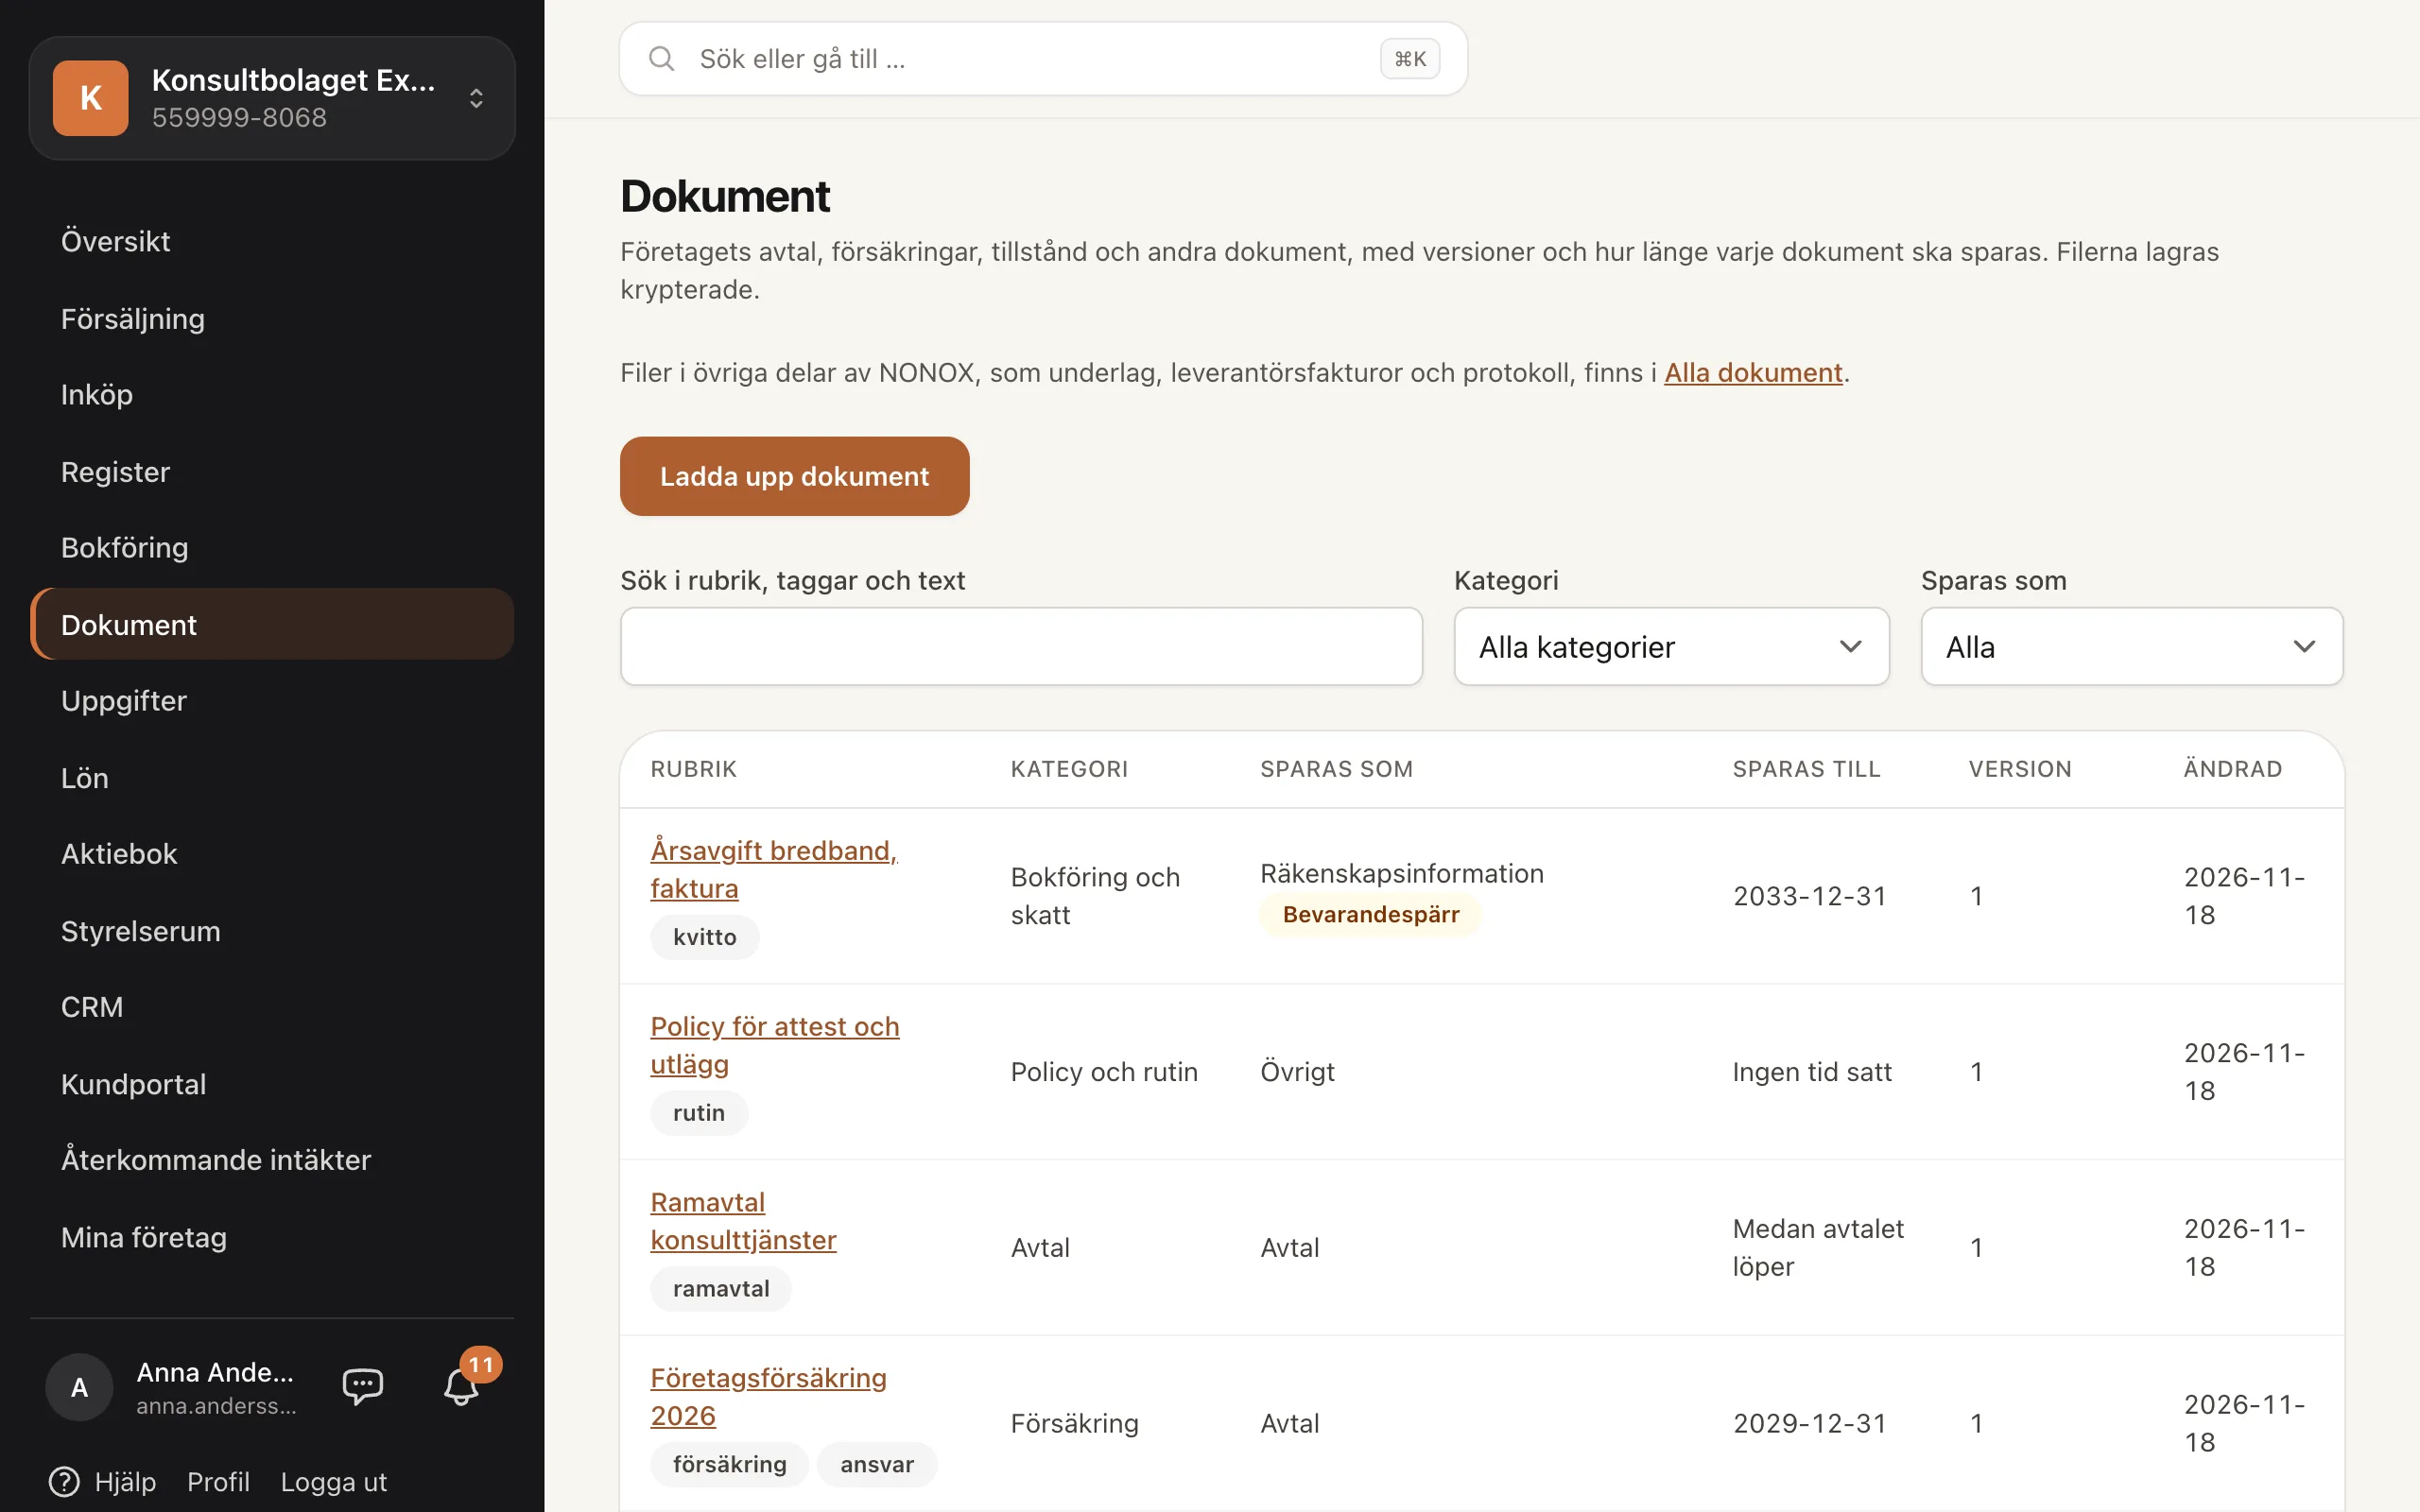 K
Konsultbolaget Ex...
559999-8068
Översikt
Försäljning
Inköp
Register
Bokföring
Dokument
Uppgifter
Lön
Aktiebok
Styrelserum
CRM
Kundportal
Återkommande intäkter
Mina företag
A
Anna Ande...
anna.anderss...
11
Hjälp
Profil
Logga ut
Sök eller gå till ...
⌘K
Dokument
Företagets avtal, försäkringar, tillstånd och andra dokument, med versioner och hur länge varje dokument ska sparas. Filerna lagras
krypterade.
Filer i övriga delar av NONOX, som underlag, leverantörsfakturor och protokoll, finns i Alla dokument.
Ladda upp dokument
Sök i rubrik, taggar och text
Kategori
Sparas som
Alla kategorier
Alla
RUBRIK
KATEGORI
SPARAS SOM
SPARAS TILL
VERSION
ÄNDRAD
Årsavgift bredband,
faktura
kvitto
Bokföring och
skatt
Räkenskapsinformation
Bevarandespärr
2033-12-31
1
2026-11-
18
Policy för attest och
utlägg
rutin
Policy och rutin
Övrigt
Ingen tid satt
1
2026-11-
18
Ramavtal
konsulttjänster
ramavtal
Avtal
Avtal
Medan avtalet
löper
1
2026-11-
18
Företagsförsäkring
2026
försäkring
ansvar
Försäkring
Avtal
2029-12-31
1
2026-11-
18